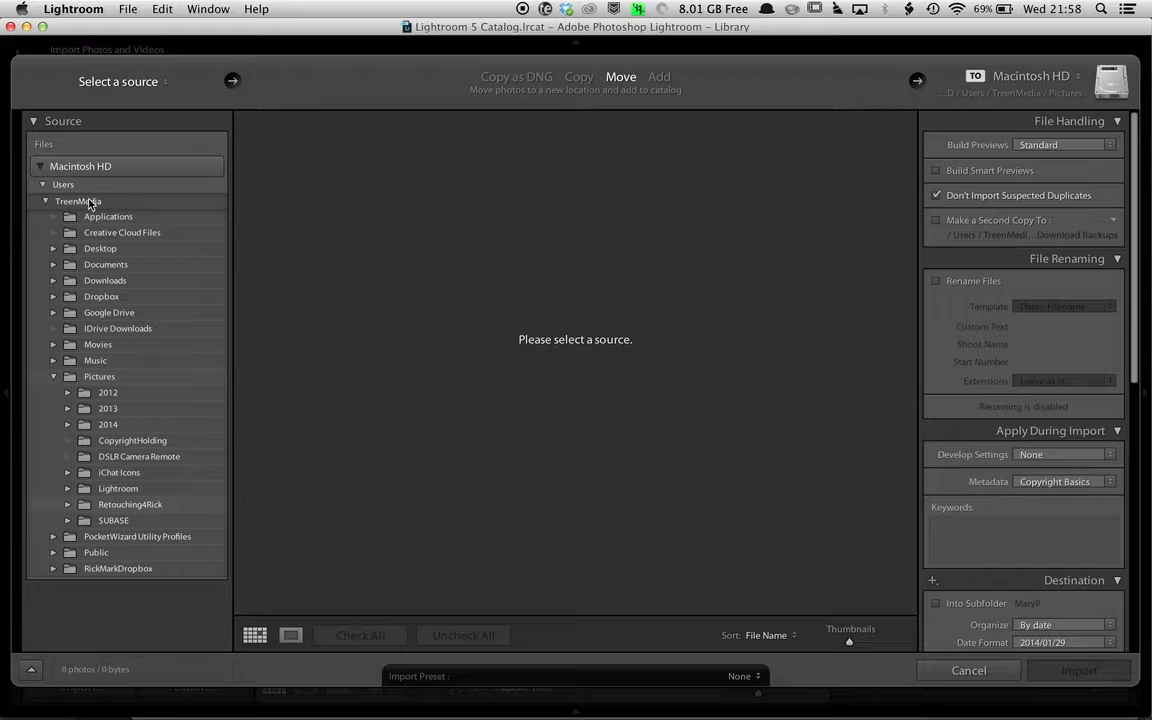 Lightroom File Edit Window Help 8.01 GB Free 69% Wed 21:58
Lightroom 5 Catalog.lrcat – Adobe Photoshop Lightroom – Library
Import Photos and Videos
Select a source Copy as DNG Copy Move Add TO Macintosh HD
Move photos to a new location and add to catalog
...D / Users / TreenMedia / Pictures
Source
Files
Macintosh HD
Users
TreenMedia
Applications
Creative Cloud Files
Desktop
Documents
Downloads
Dropbox
Google Drive
IDrive Downloads
Movies
Music
Pictures
2012
2013
2014
CopyrightHolding
DSLR Camera Remote
iChat Icons
Lightroom
Retouching4Rick
SUBASE
PocketWizard Utility Profiles
Public
RickMarkDropbox
Please select a source.
File Handling
Build Previews Standard
Build Smart Previews
Don't Import Suspected Duplicates
Make a Second Copy To :
/ Users / TreenMedi...Download Backups
File Renaming
Rename Files
Template Date - Filename
Custom Text
Shoot Name
Start Number
Extensions Leave as-is
Renaming is disabled
Apply During Import
Develop Settings None
Metadata Copyright Basics
Keywords
Destination
Into Subfolder MaryP
Organize By date
Date Format 2014/01/29
Check All Uncheck All Sort: File Name Thumbnails
0 photos / 0 bytes
Import Preset : None
Cancel Import